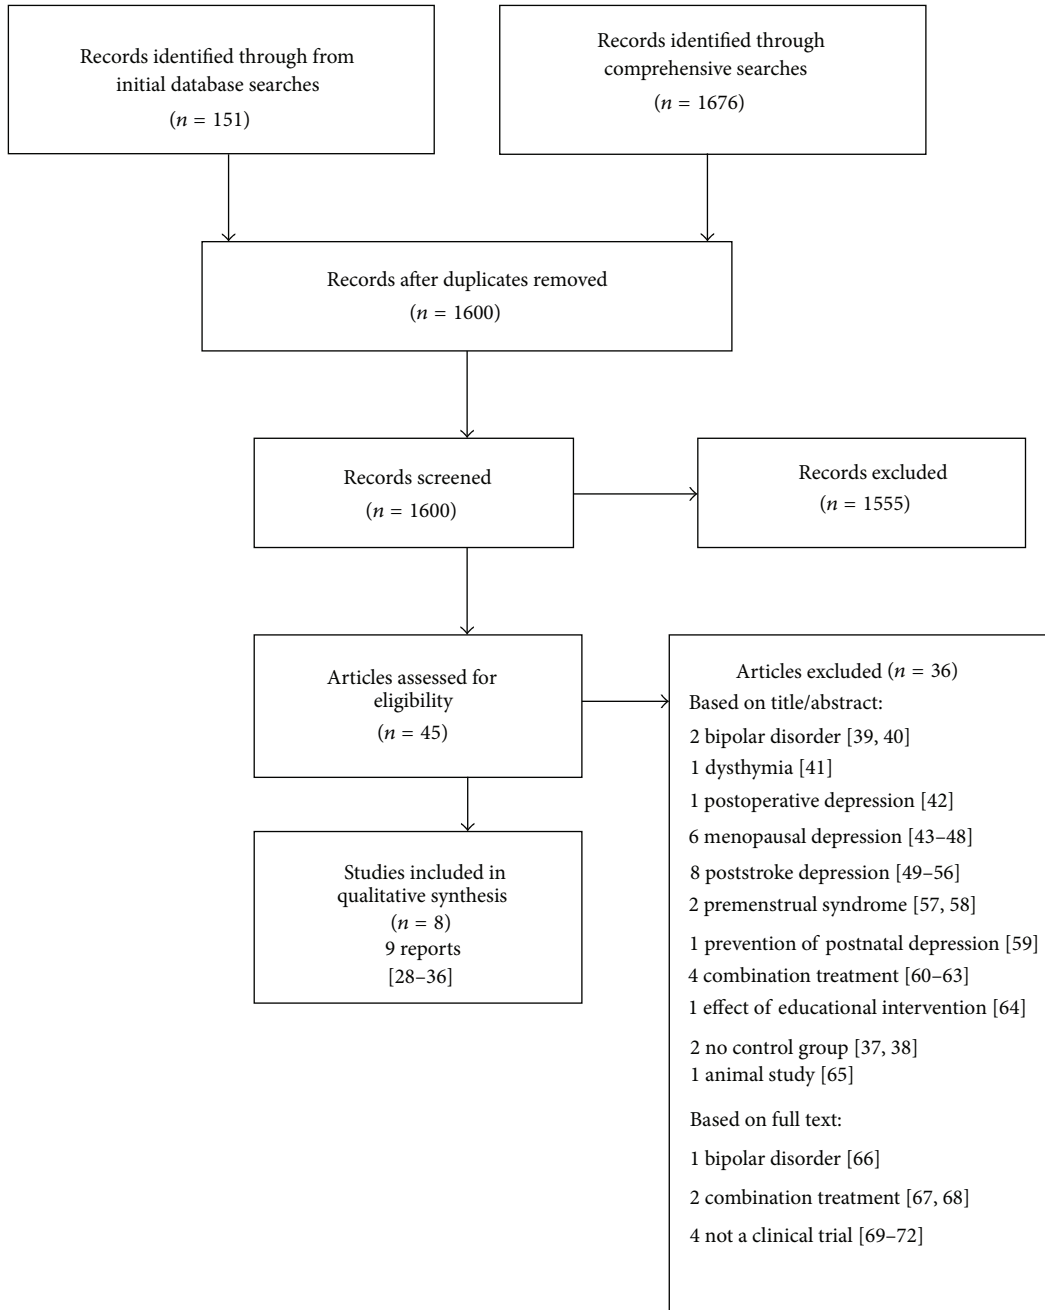 Records identified through from
initial database searches
(n = 151)
Records identified through
comprehensive searches
(n = 1676)
Records after duplicates removed
(n = 1600)
Records screened
(n = 1600)
Records excluded
(n = 1555)
Articles assessed for
eligibility
(n = 45)
Articles excluded (n = 36)
Based on title/abstract:
2 bipolar disorder [39, 40]
1 dysthymia [41]
1 postoperative depression [42]
6 menopausal depression [43–48]
8 poststroke depression [49–56]
2 premenstrual syndrome [57, 58]
1 prevention of postnatal depression [59]
4 combination treatment [60–63]
1 effect of educational intervention [64]
2 no control group [37, 38]
1 animal study [65]
Based on full text:
1 bipolar disorder [66]
2 combination treatment [67, 68]
4 not a clinical trial [69–72]
Studies included in
qualitative synthesis
(n = 8)
9 reports
[28–36]